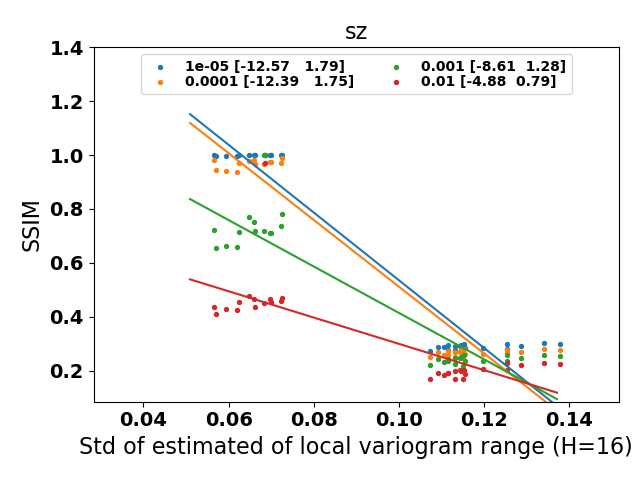 sz
1e-05 [-12.57 1.79]
0.0001 [-12.39 1.75]
0.001 [-8.61 1.28]
0.01 [-4.88 0.79]
SSIM
1.4
1.2
1.0
0.8
0.6
0.4
0.2
0.04 0.06 0.08 0.10 0.12 0.14
Std of estimated of local variogram range (H=16)